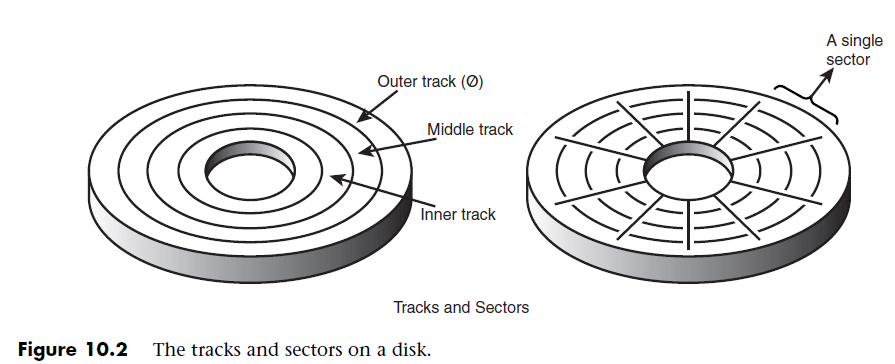 A single
sector
Outer track (Ø)
Middle track
Inner track
Tracks and Sectors
Figure 10.2 The tracks and sectors on a disk.